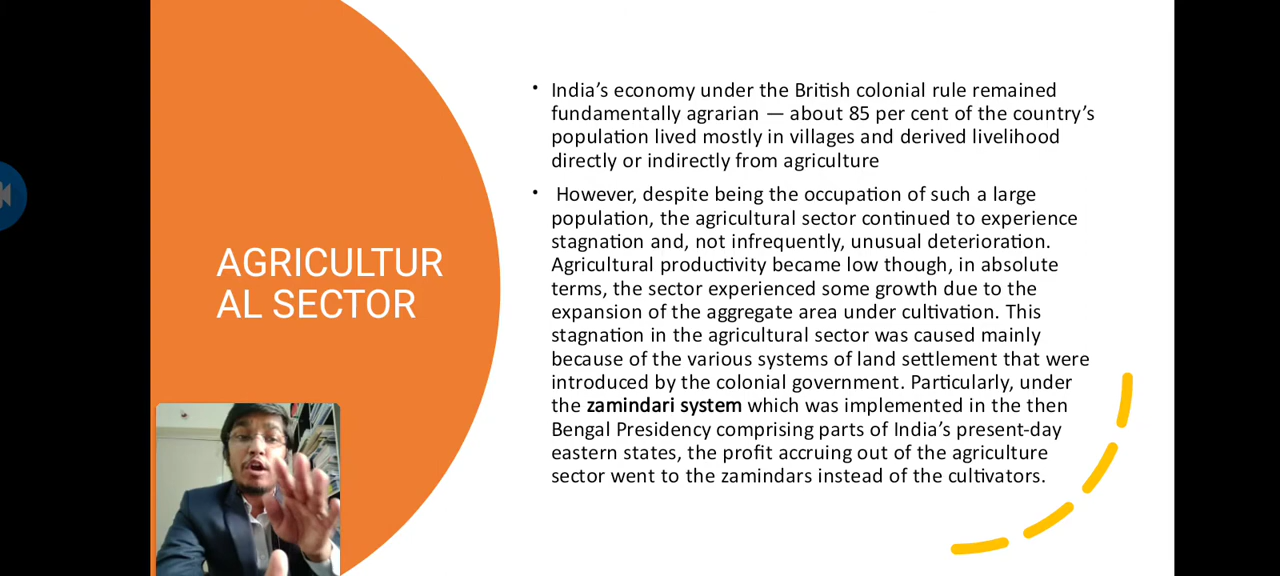 AGRICULTUR
AL SECTOR
• India’s economy under the British colonial rule remained
fundamentally agrarian — about 85 per cent of the country’s
population lived mostly in villages and derived livelihood
directly or indirectly from agriculture
• However, despite being the occupation of such a large
population, the agricultural sector continued to experience
stagnation and, not infrequently, unusual deterioration.
Agricultural productivity became low though, in absolute
terms, the sector experienced some growth due to the
expansion of the aggregate area under cultivation. This
stagnation in the agricultural sector was caused mainly
because of the various systems of land settlement that were
introduced by the colonial government. Particularly, under
the zamindari system which was implemented in the then
Bengal Presidency comprising parts of India’s present-day
eastern states, the profit accruing out of the agriculture
sector went to the zamindars instead of the cultivators.